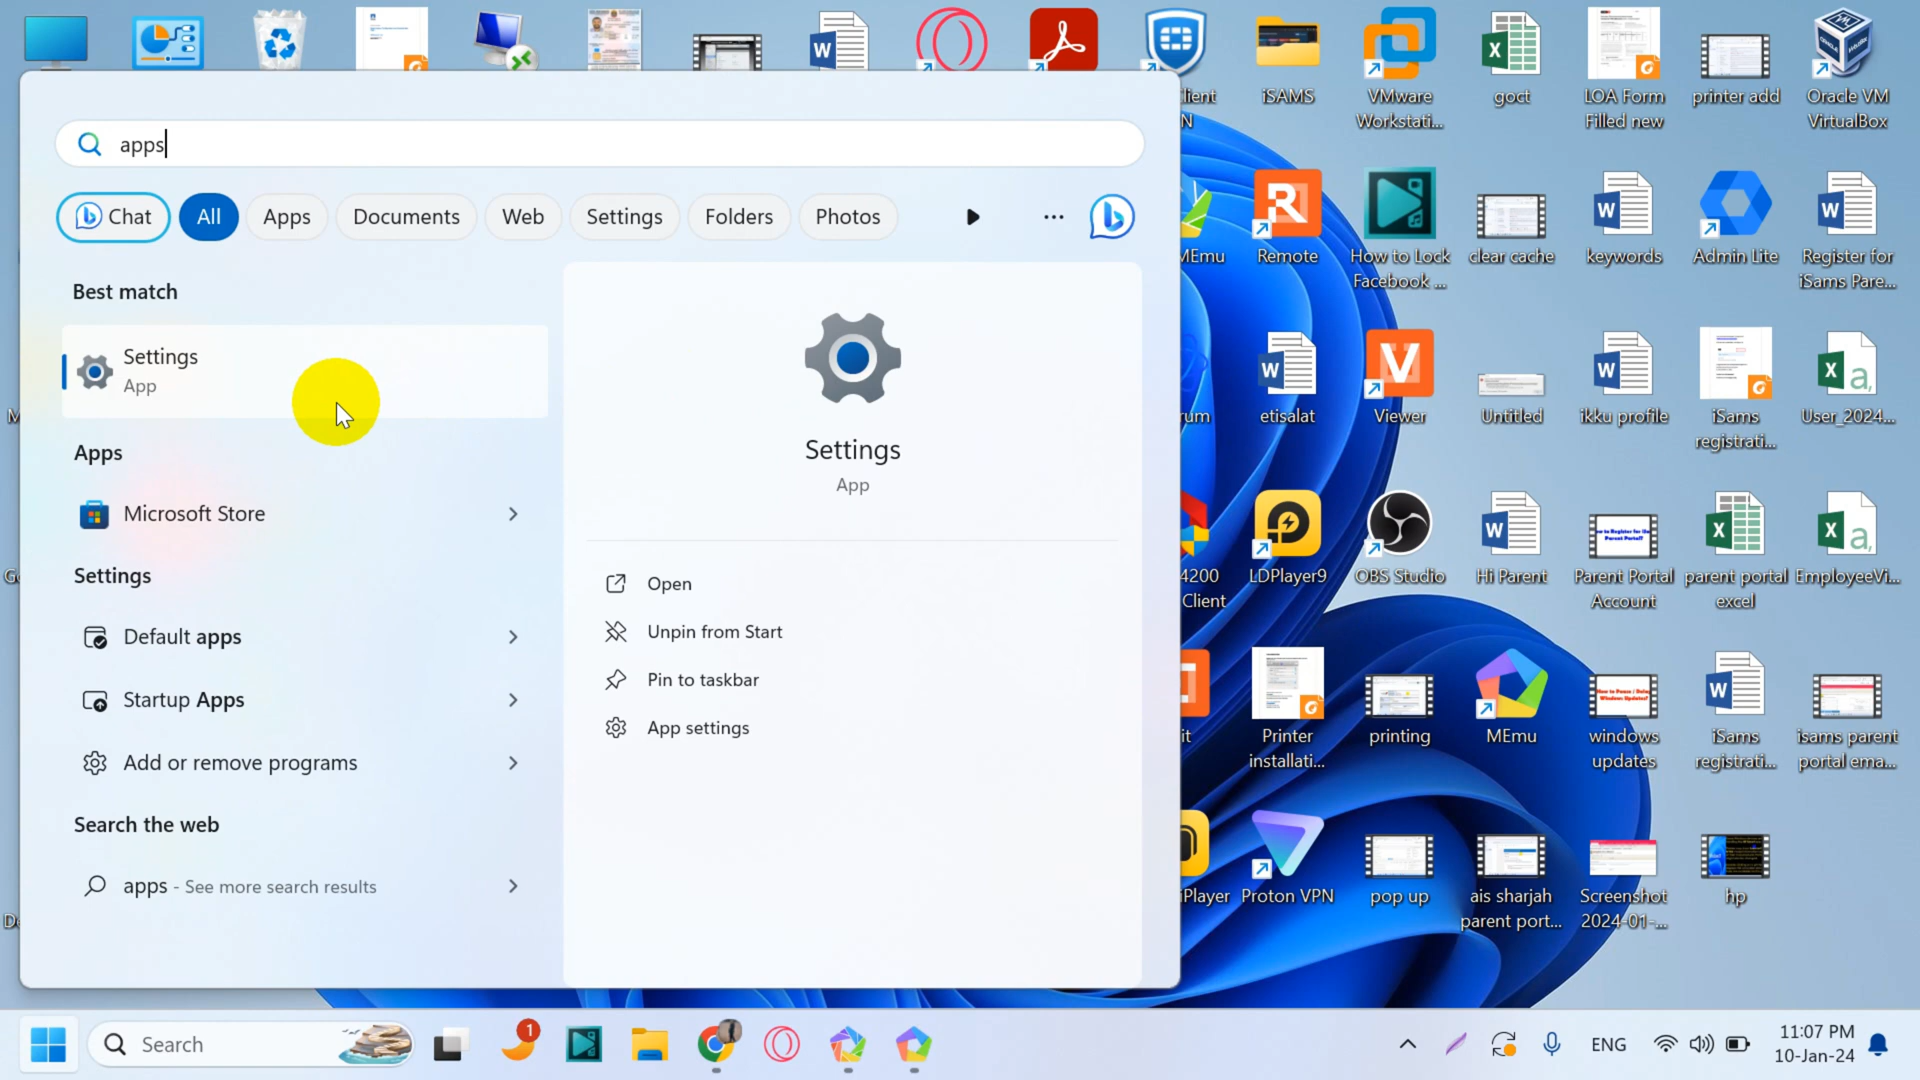 apps
Chat
All
Apps
Documents
Web
Settings
Folders
Photos
Best match
Settings
App
Apps
Microsoft Store
Settings
Default apps
Startup Apps
Add or remove programs
Search the web
apps - See more search results
Settings
App
Open
Unpin from Start
Pin to taskbar
App settings
iSAMS
VMware
Workstati...
goct
LOA Form
Filled new
printer add
Oracle VM
VirtualBox
MEmu
Remote
How to Lock
Facebook ...
clear cache
keywords
Admin Lite
Register for
iSams Pare...
etisalat
Viewer
Untitled
ikku profile
iSams
registrati...
User_2024...
4200
Client
LDPlayer9
OBS Studio
Hi Parent
Parent Portal
Account
parent portal
excel
EmployeeVi...
it
Printer
installati...
printing
MEmu
windows
updates
iSams
registrati...
isams parent
portal ema...
iPlayer
Proton VPN
pop up
ais sharjah
parent port...
Screenshot
2024-01-...
hp
Search
1
ENG
11:07 PM
10-Jan-24